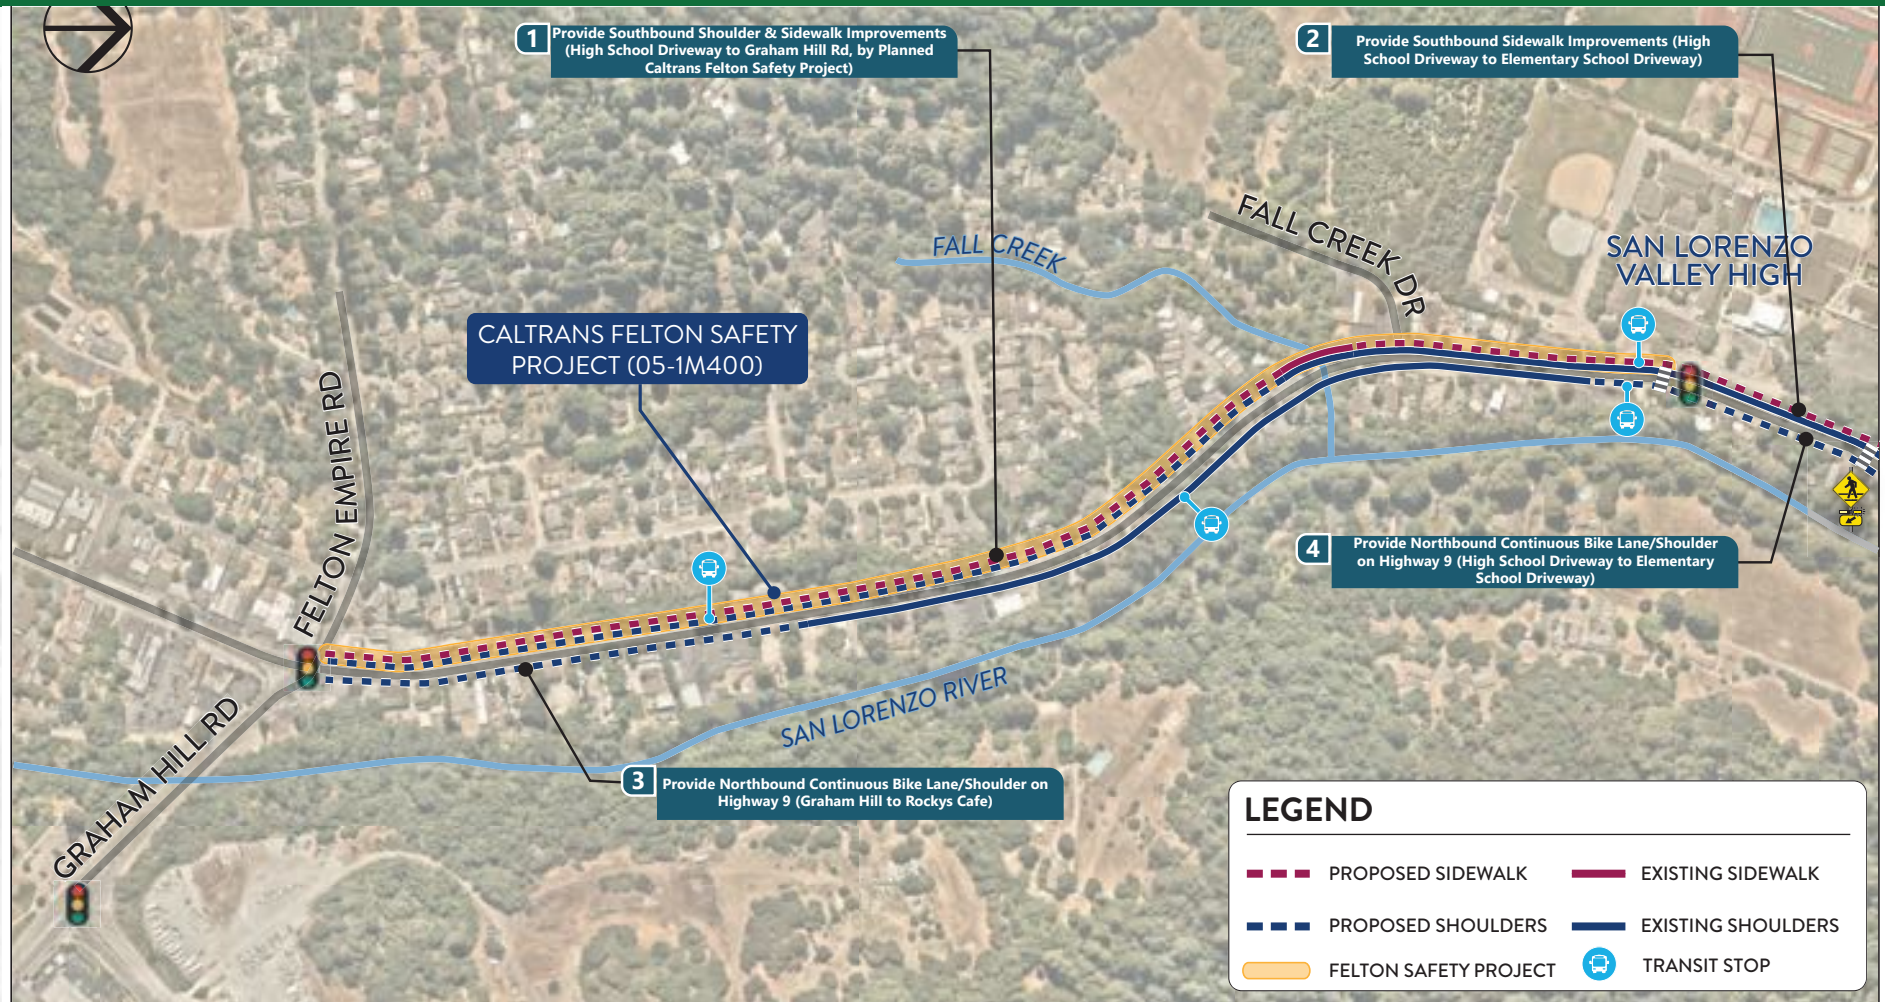 1
Provide Southbound Shoulder & Sidewalk Improvements
(High School Driveway to Graham Hill Rd, by Planned
Caltrans Felton Safety Project)
2
Provide Southbound Sidewalk Improvements (High
School Driveway to Elementary School Driveway)
FALL CREEK
FALL CREEK DR
SAN LORENZO
VALLEY HIGH
CALTRANS FELTON SAFETY
PROJECT (05-1M400)
FELTON EMPIRE RD
4
Provide Northbound Continuous Bike Lane/Shoulder
on Highway 9 (High School Driveway to Elementary
School Driveway)
SAN LORENZO RIVER
GRAHAM HILL RD
3
Provide Northbound Continuous Bike Lane/Shoulder on
Highway 9 (Graham Hill to Rockys Cafe)
LEGEND
PROPOSED SIDEWALK
EXISTING SIDEWALK
PROPOSED SHOULDERS
EXISTING SHOULDERS
FELTON SAFETY PROJECT
TRANSIT STOP